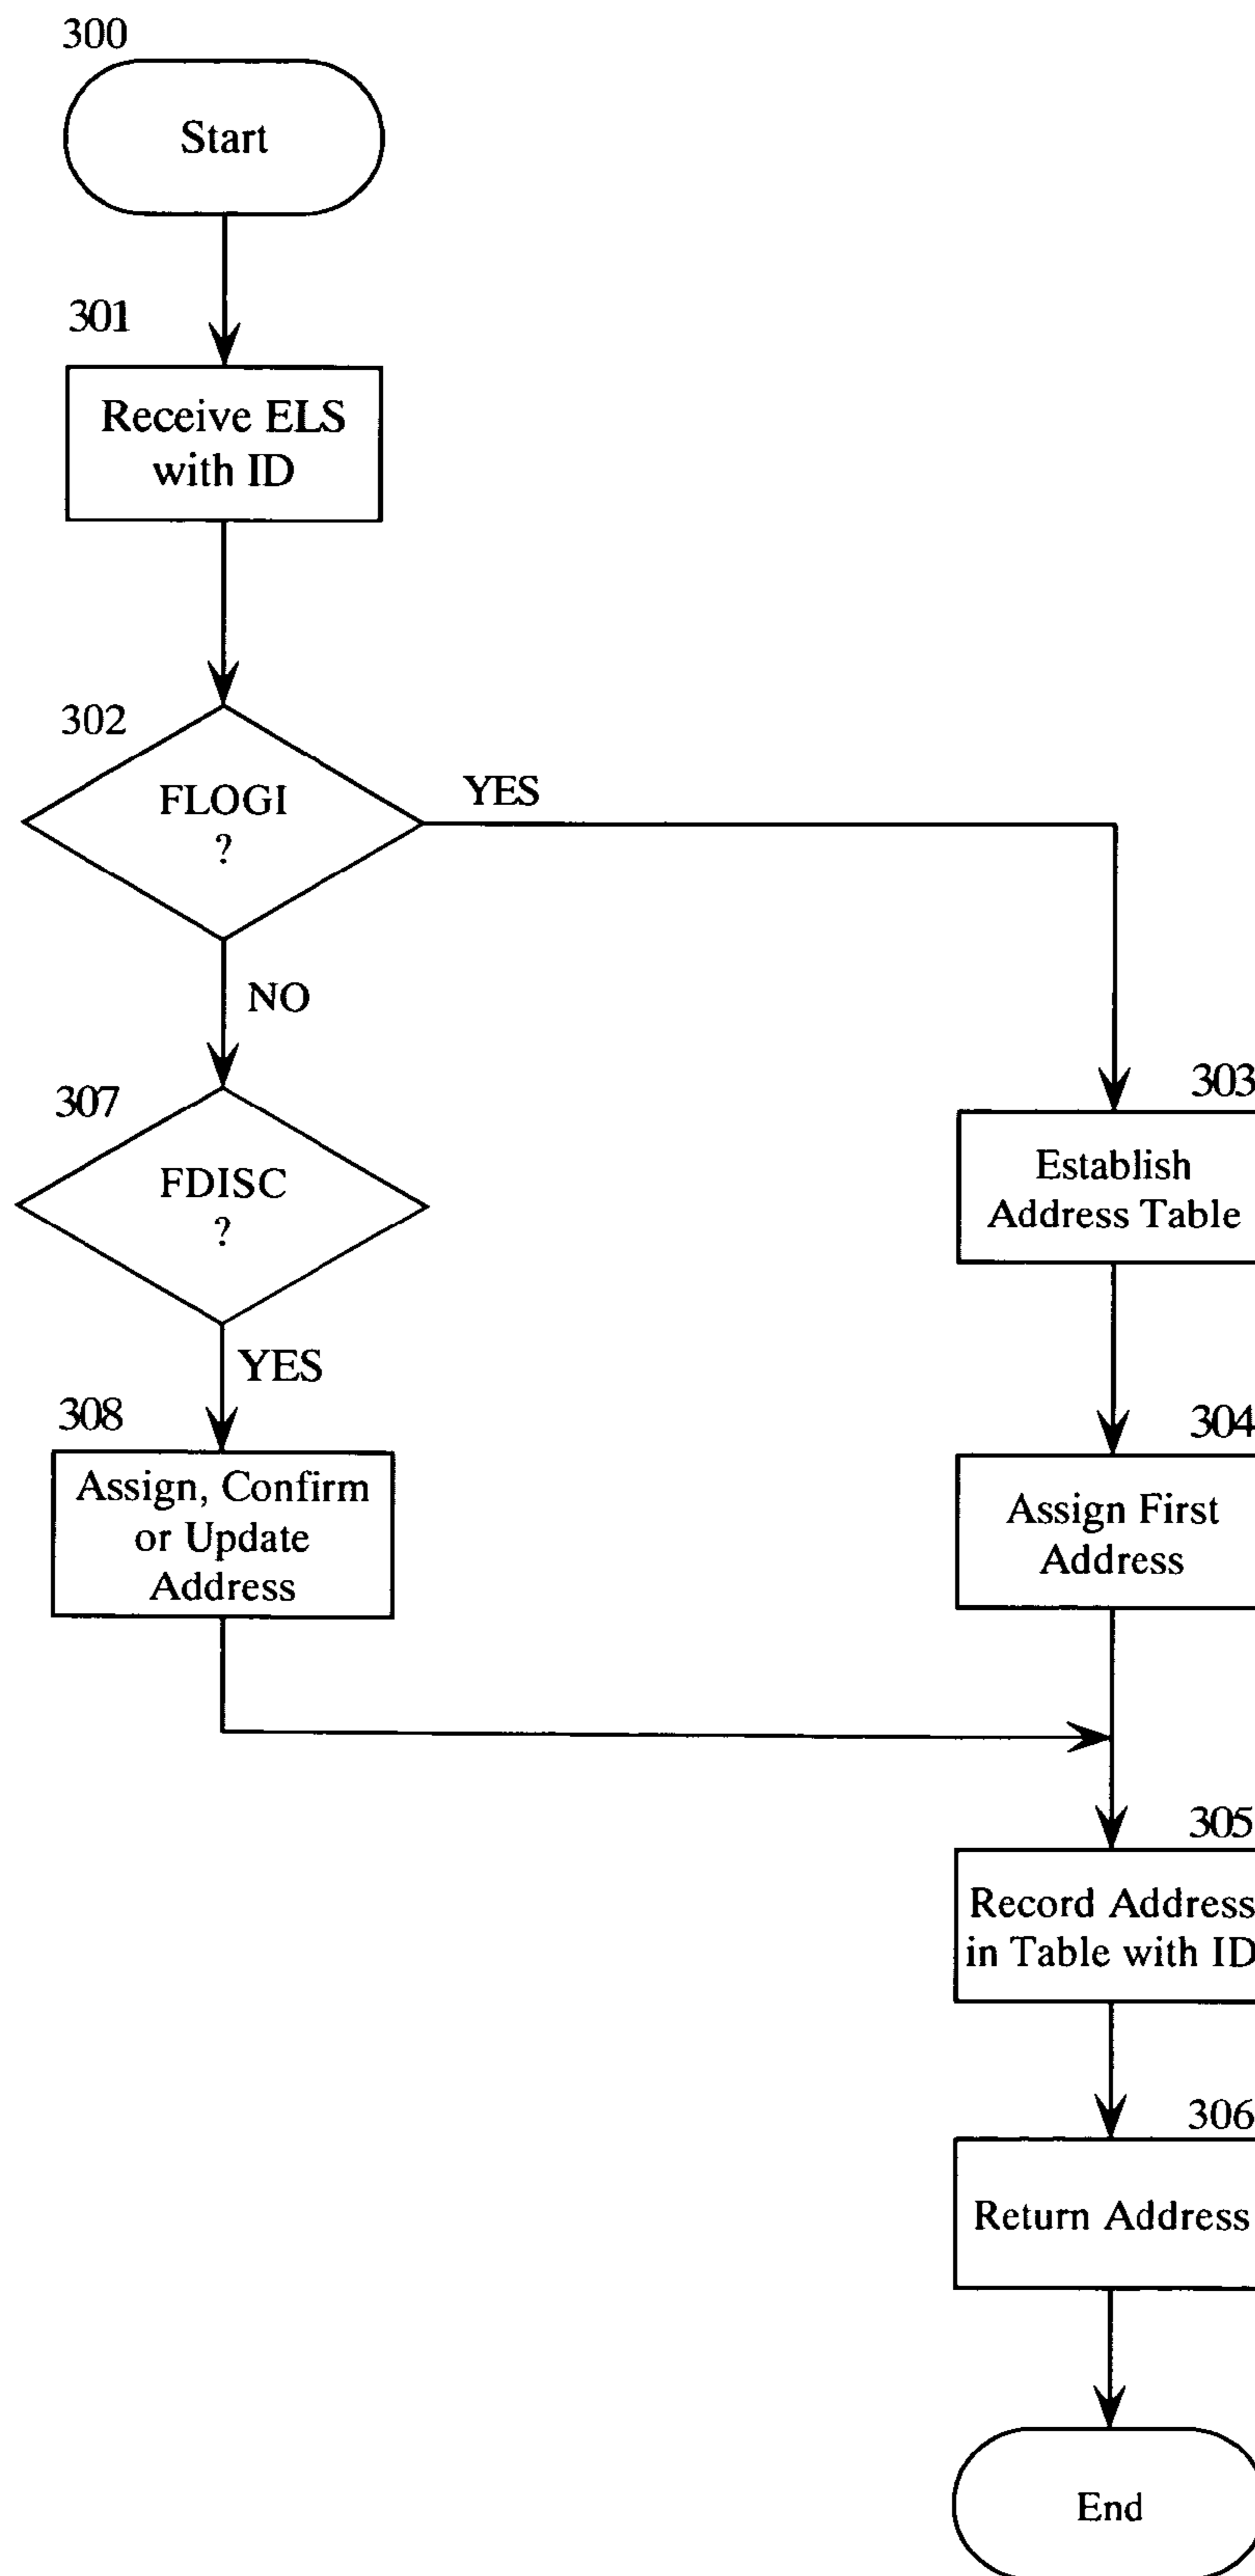 300
Start
301
Receive ELS
with ID
302
FLOGI
?
YES
NO
307
FDISC
?
YES
308
Assign, Confirm
or Update
Address
303
Establish
Address Table
304
Assign First
Address
305
Record Address
in Table with ID
306
Return Address
End